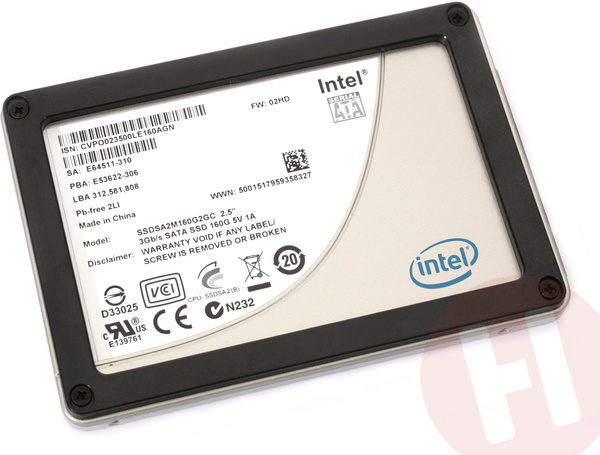 Intel®
SERIAL
SATA
FW: 02HD
ISN: CVPO023500LE160AGN
SA: E64511-310
PBA: E53622-306
LBA 312,581,808
WWN: 5001517959358327
Pb-free 2LI
Made in China
Model: SSDSA2M160G2GC 2.5"
3Gb/s SATA SSD 160G 5V 1A
Disclaimer: WARRANTY VOID IF ANY LABEL/
SCREW IS REMOVED OR BROKEN
D33025
VCI
CPU-SSDSA2(B)
20
C UL US
E139761
CE
N232
intel®
H